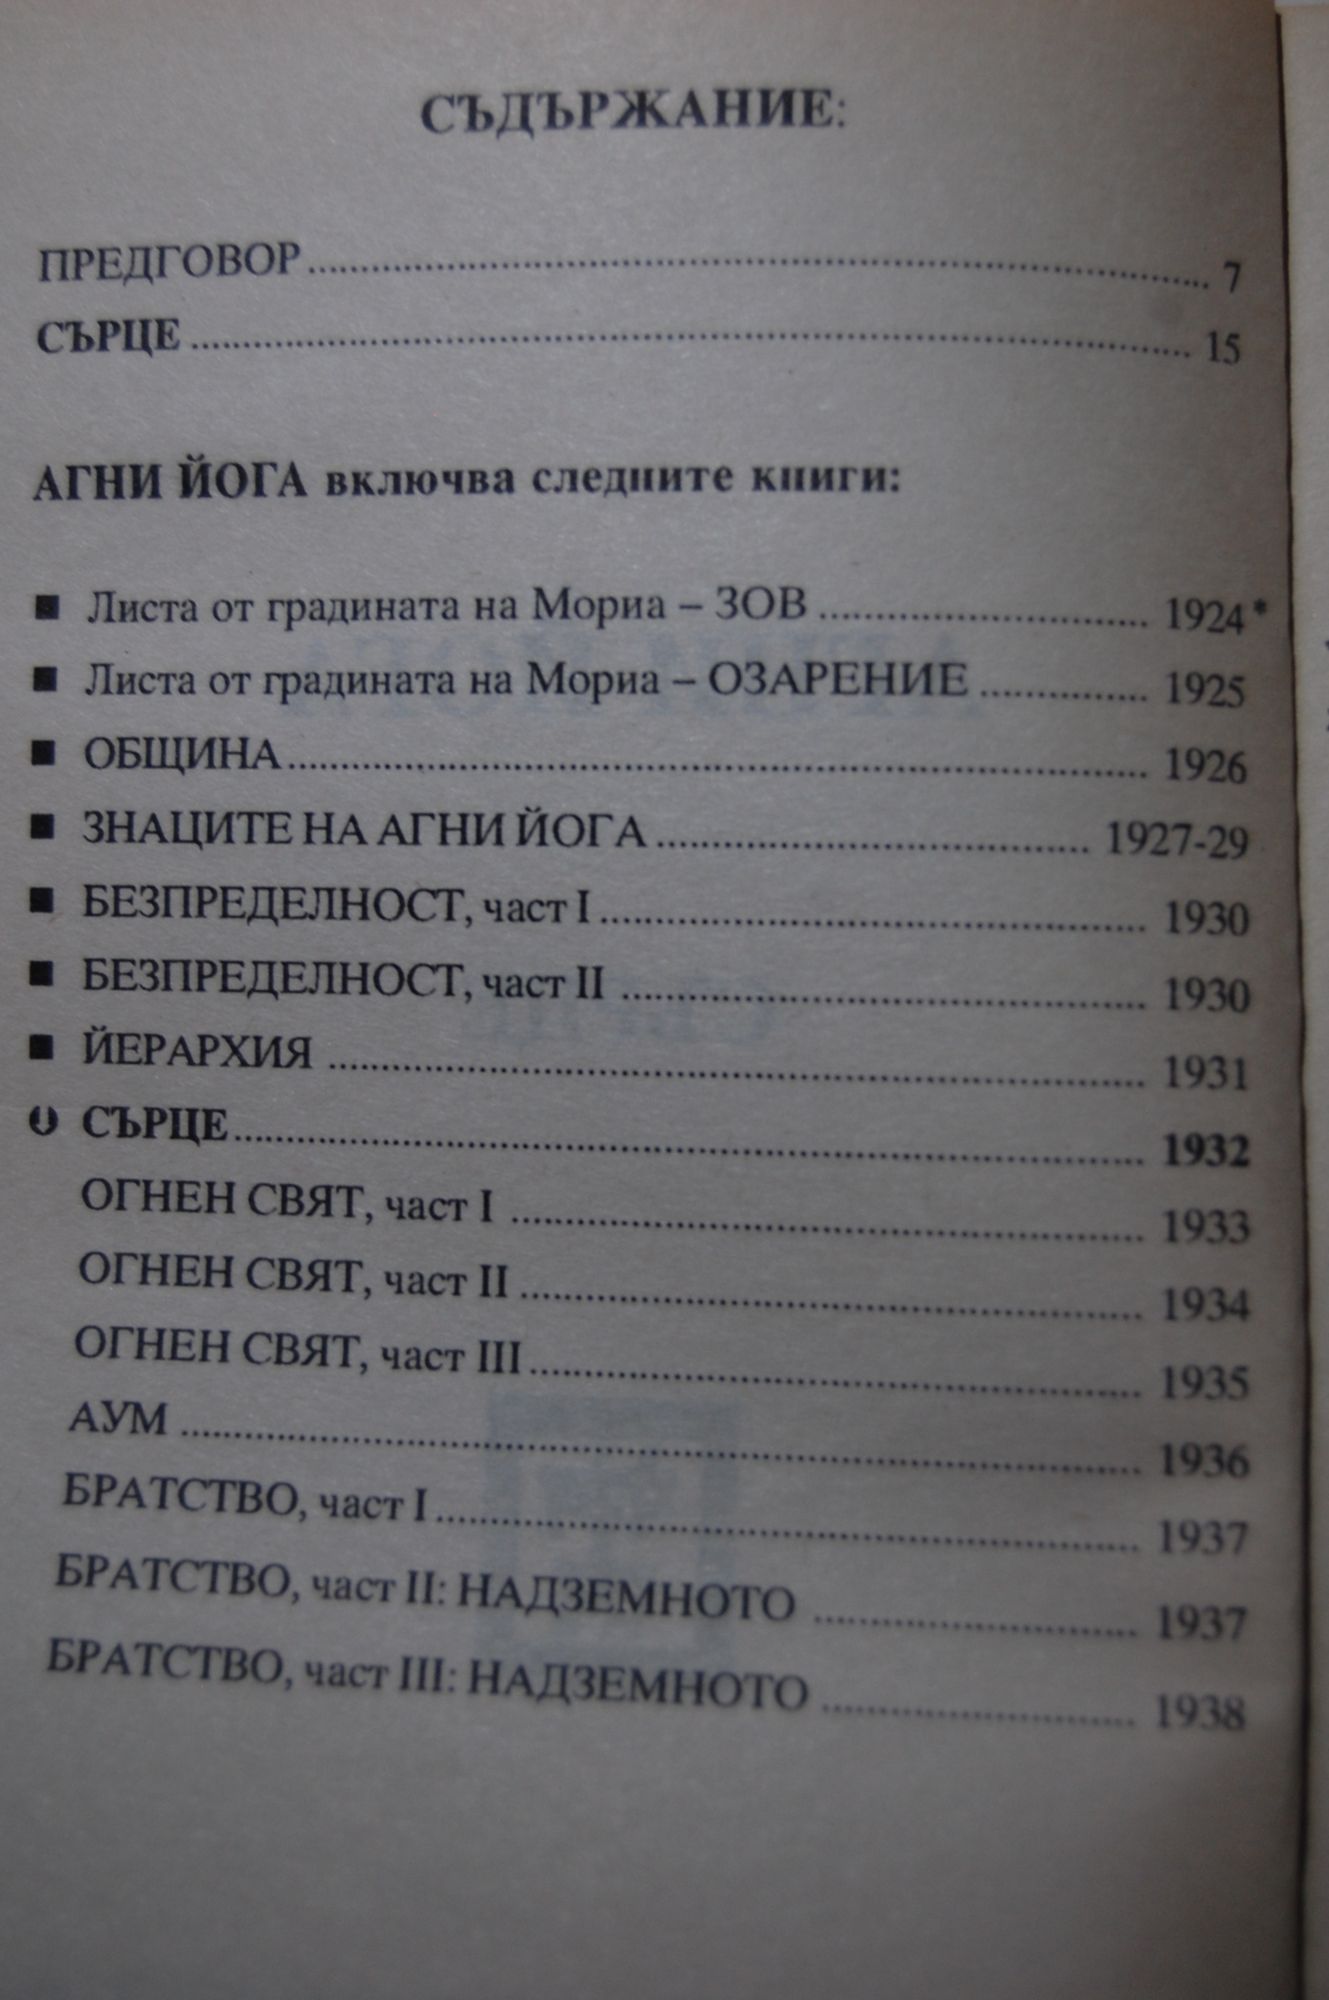 СЪДЪРЖАНИЕ:
ПРЕДГОВОР........ 7
СЪРЦЕ........ 15
АГНИ ЙОГА включва следните книги:
■ Листа от градината на Мориа – ЗОВ........ 1924*
■ Листа от градината на Мориа – ОЗАРЕНИЕ........ 1925
■ ОБЩИНА........ 1926
■ ЗНАЦИТЕ НА АГНИ ЙОГА........ 1927-29
■ БЕЗПРЕДЕЛНОСТ, част I........ 1930
■ БЕЗПРЕДЕЛНОСТ, част II........ 1930
■ ЙЕРАРХИЯ........ 1931
СЪРЦЕ........ 1932
ОГНЕН СВЯТ, част I........ 1933
ОГНЕН СВЯТ, част II........ 1934
ОГНЕН СВЯТ, част III........ 1935
АУМ........ 1936
БРАТСТВО, част I........ 1937
БРАТСТВО, част II: НАДЗЕМНОТО........ 1937
БРАТСТВО, част III: НАДЗЕМНОТО........ 1938